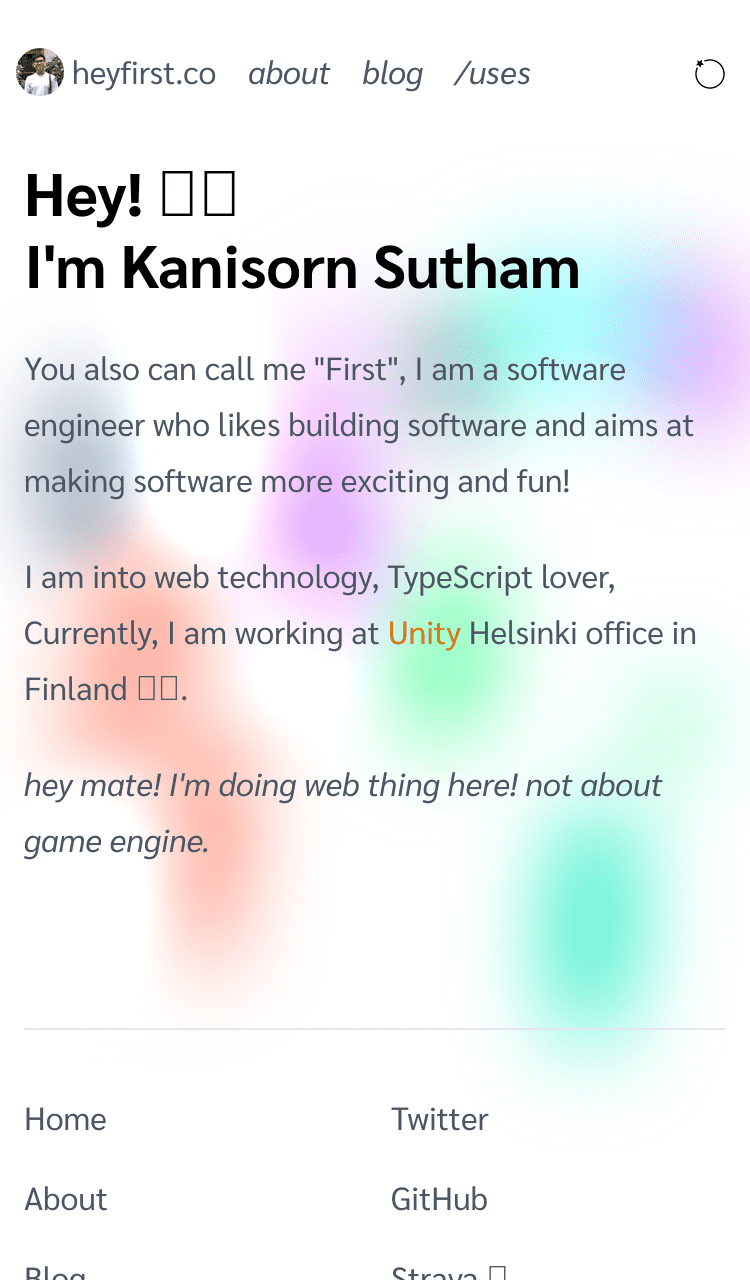 heyfirst.co about blog /uses
Hey! 
I'm Kanisorn Sutham
You also can call me "First", I am a software
engineer who likes building software and aims at
making software more exciting and fun!
I am into web technology, TypeScript lover,
Currently, I am working at Unity Helsinki office in
Finland .
hey mate! I'm doing web thing here! not about
game engine.
Home Twitter
About GitHub
Blog Strava